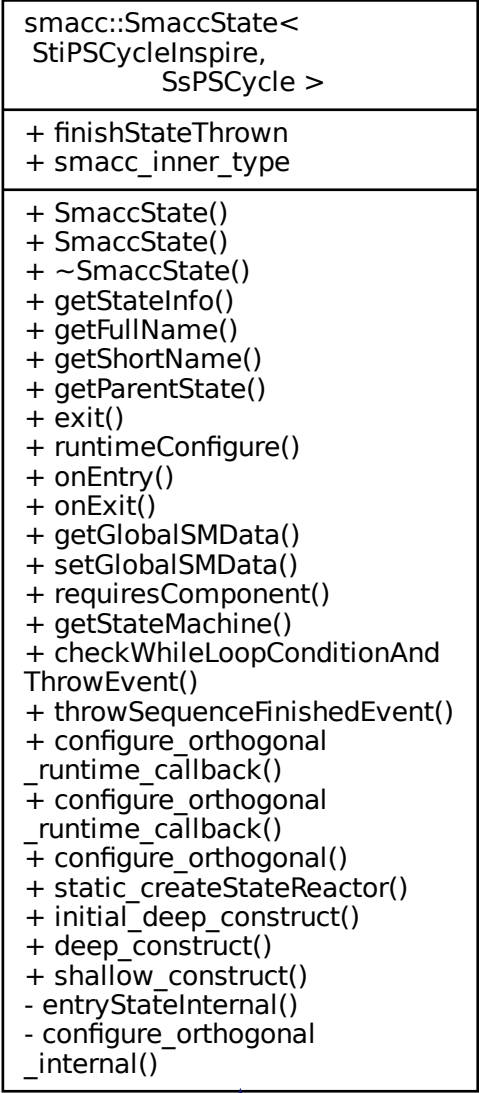 smacc::SmaccState<
StiPSCycleInspire,
SsPSCycle >
+ finishStateThrown
+ smacc_inner_type
+ SmaccState()
+ SmaccState()
+ ~SmaccState()
+ getStateInfo()
+ getFullName()
+ getShortName()
+ getParentState()
+ exit()
+ runtimeConfigure()
+ onEntry()
+ onExit()
+ getGlobalSMData()
+ setGlobalSMData()
+ requiresComponent()
+ getStateMachine()
+ checkWhileLoopConditionAnd
ThrowEvent()
+ throwSequenceFinishedEvent()
+ configure_orthogonal
_runtime_callback()
+ configure_orthogonal
_runtime_callback()
+ configure_orthogonal()
+ static_createStateReactor()
+ initial_deep_construct()
+ deep_construct()
+ shallow_construct()
- entryStateInternal()
- configure_orthogonal
_internal()